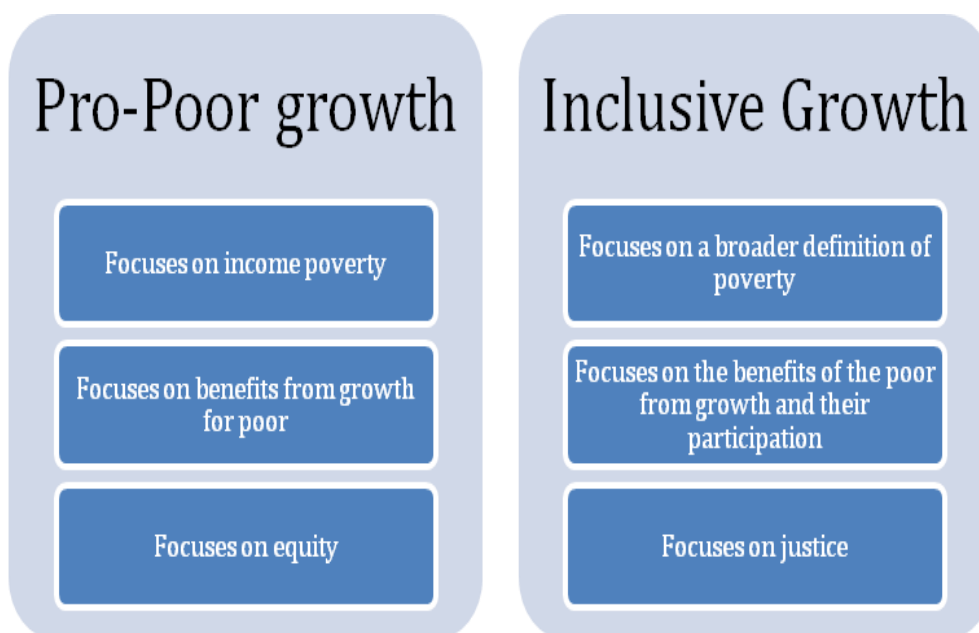 Pro-Poor growth
Focuses on income poverty
Focuses on benefits from growth
for poor
Focuses on equity
Inclusive Growth
Focuses on a broader definition of
poverty
Focuses on the benefits of the poor
from growth and their
participation
Focuses on justice